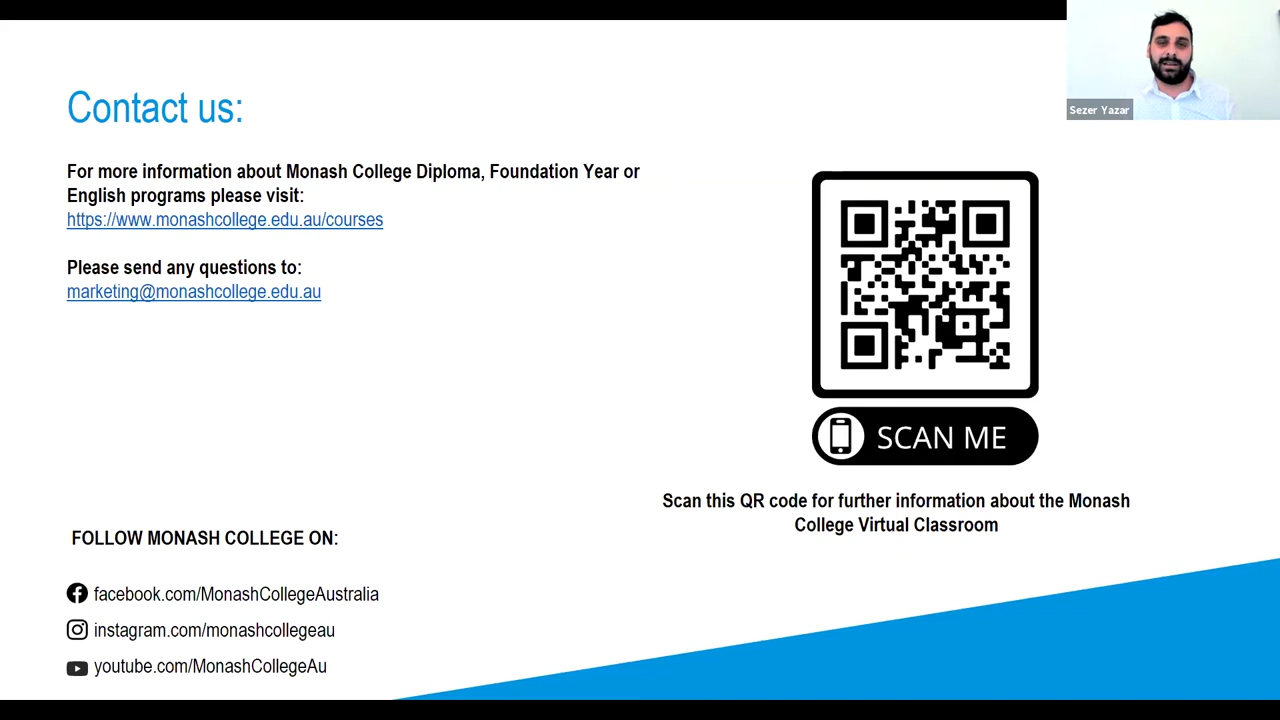 Sezer Yazar
Contact us:
For more information about Monash College Diploma, Foundation Year or
English programs please visit:
https://www.monashcollege.edu.au/courses
Please send any questions to:
marketing@monashcollege.edu.au
SCAN ME
Scan this QR code for further information about the Monash
College Virtual Classroom
FOLLOW MONASH COLLEGE ON:
facebook.com/MonashCollegeAustralia
instagram.com/monashcollegeau
youtube.com/MonashCollegeAu